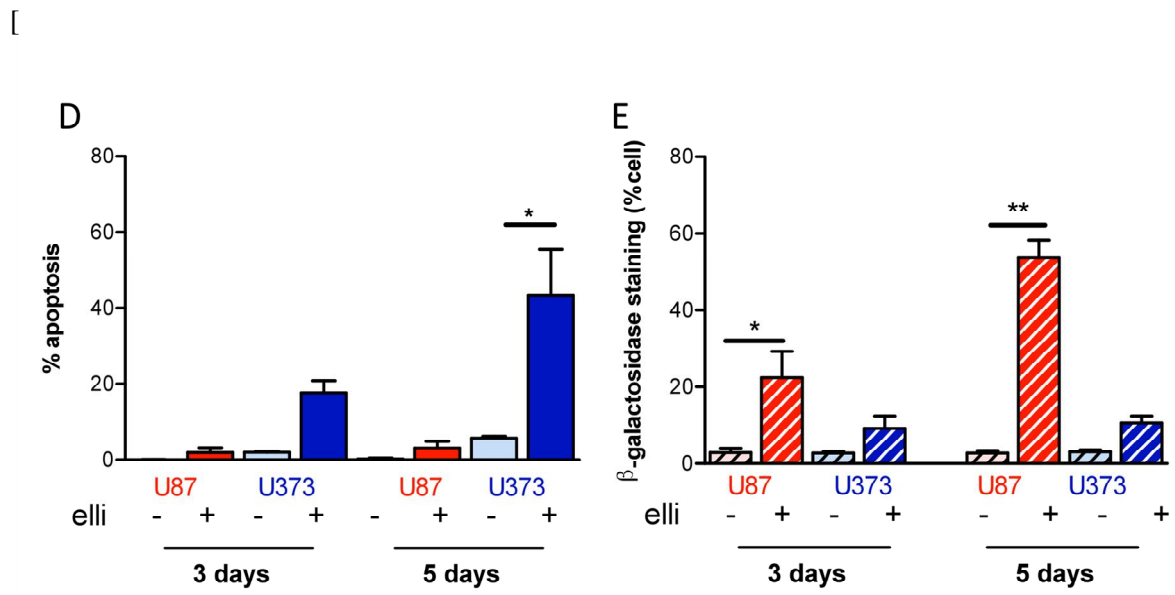 [
D
E
80
60
40
20
0
% apoptosis
*
U87 U373 U87 U373
elli - + - + - + - +
3 days 5 days
80
60
40
20
0
β-galactosidase staining (%cell)
*
**
U87 U373 U87 U373
elli - + - + - + - +
3 days 5 days